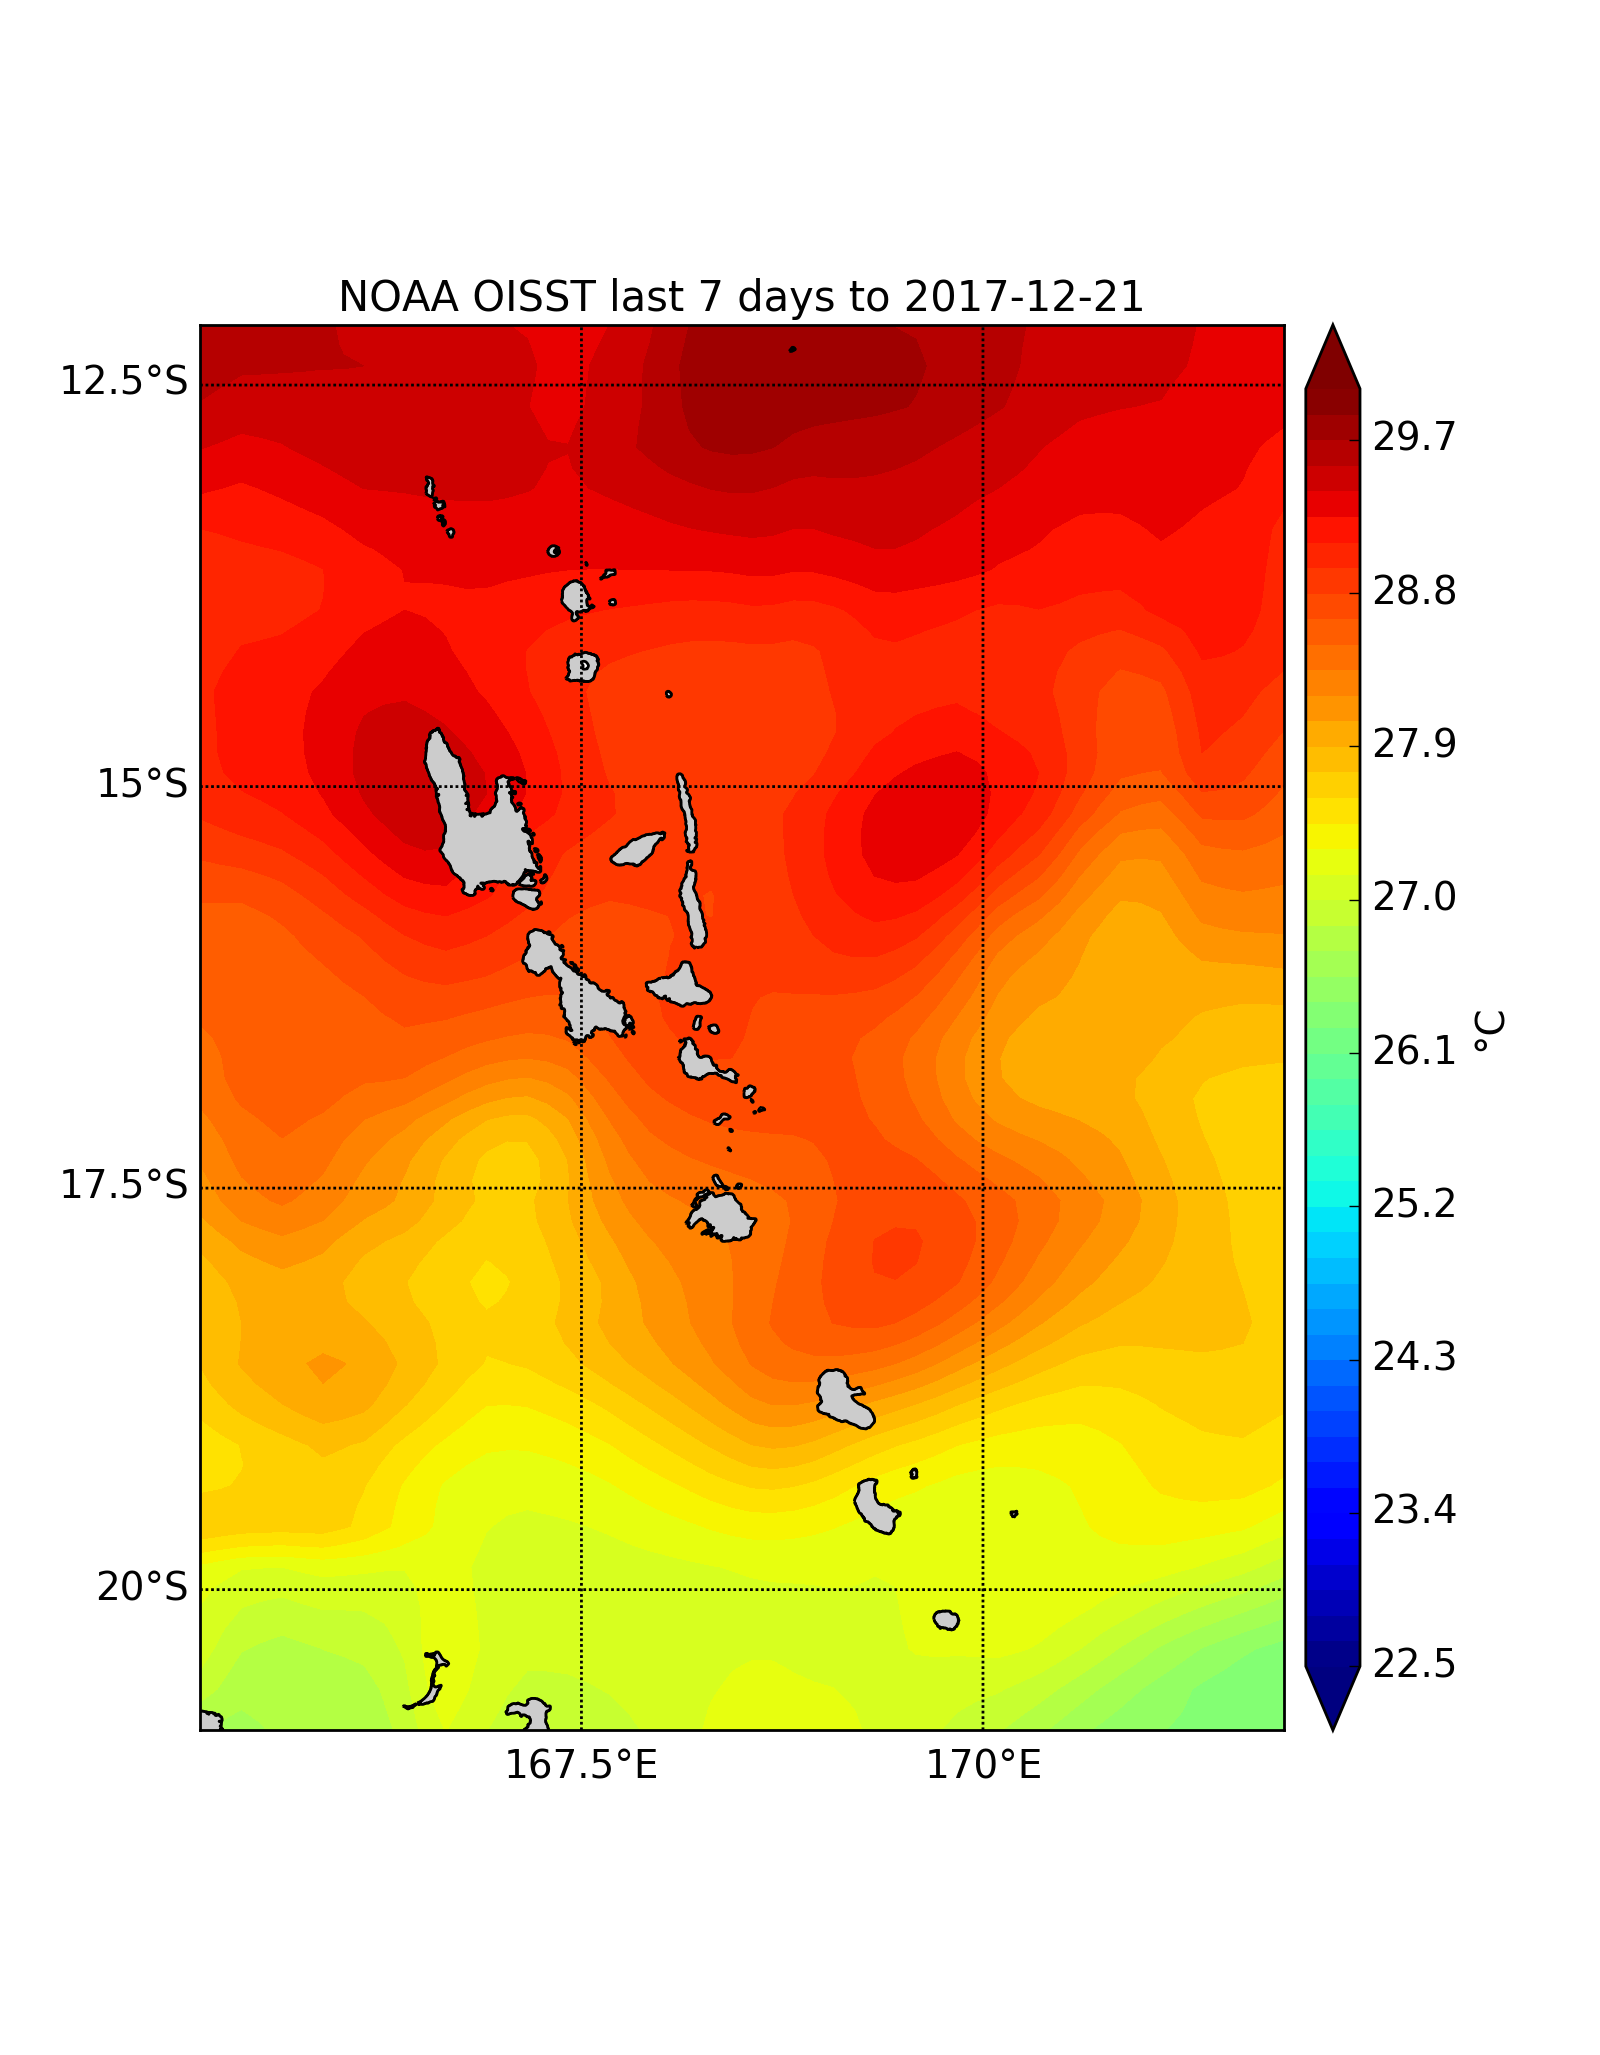 NOAA OISST last 7 days to 2017-12-21
12.5°S
15°S
17.5°S
20°S
167.5°E
170°E
29.7
28.8
27.9
27.0
26.1
25.2
24.3
23.4
22.5
°C